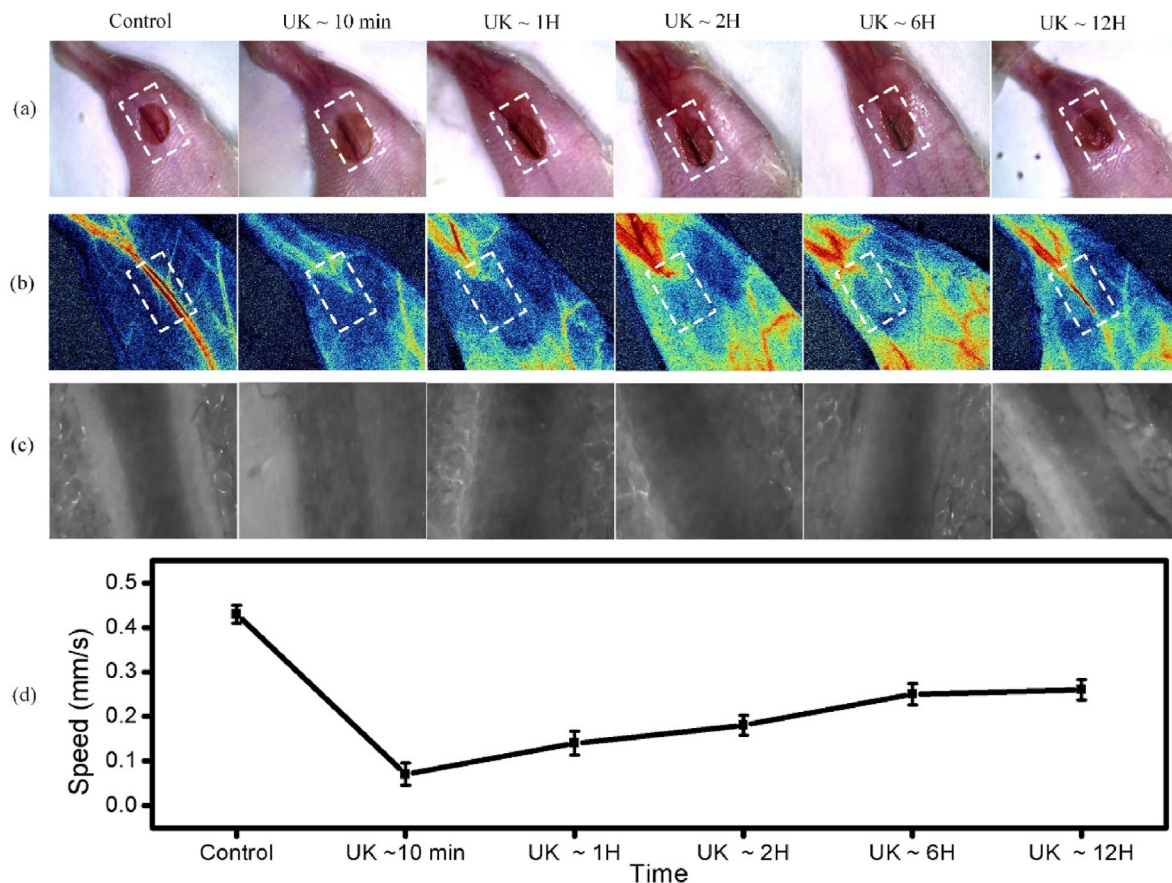 Control UK ~ 10 min UK ~ 1H UK ~ 2H UK ~ 6H UK ~ 12H
(a)
(b)
(c)
(d)
Speed (mm/s)
0.5
0.4
0.3
0.2
0.1
0.0
Control UK ~10 min UK ~ 1H UK ~ 2H UK ~ 6H UK ~ 12H
Time